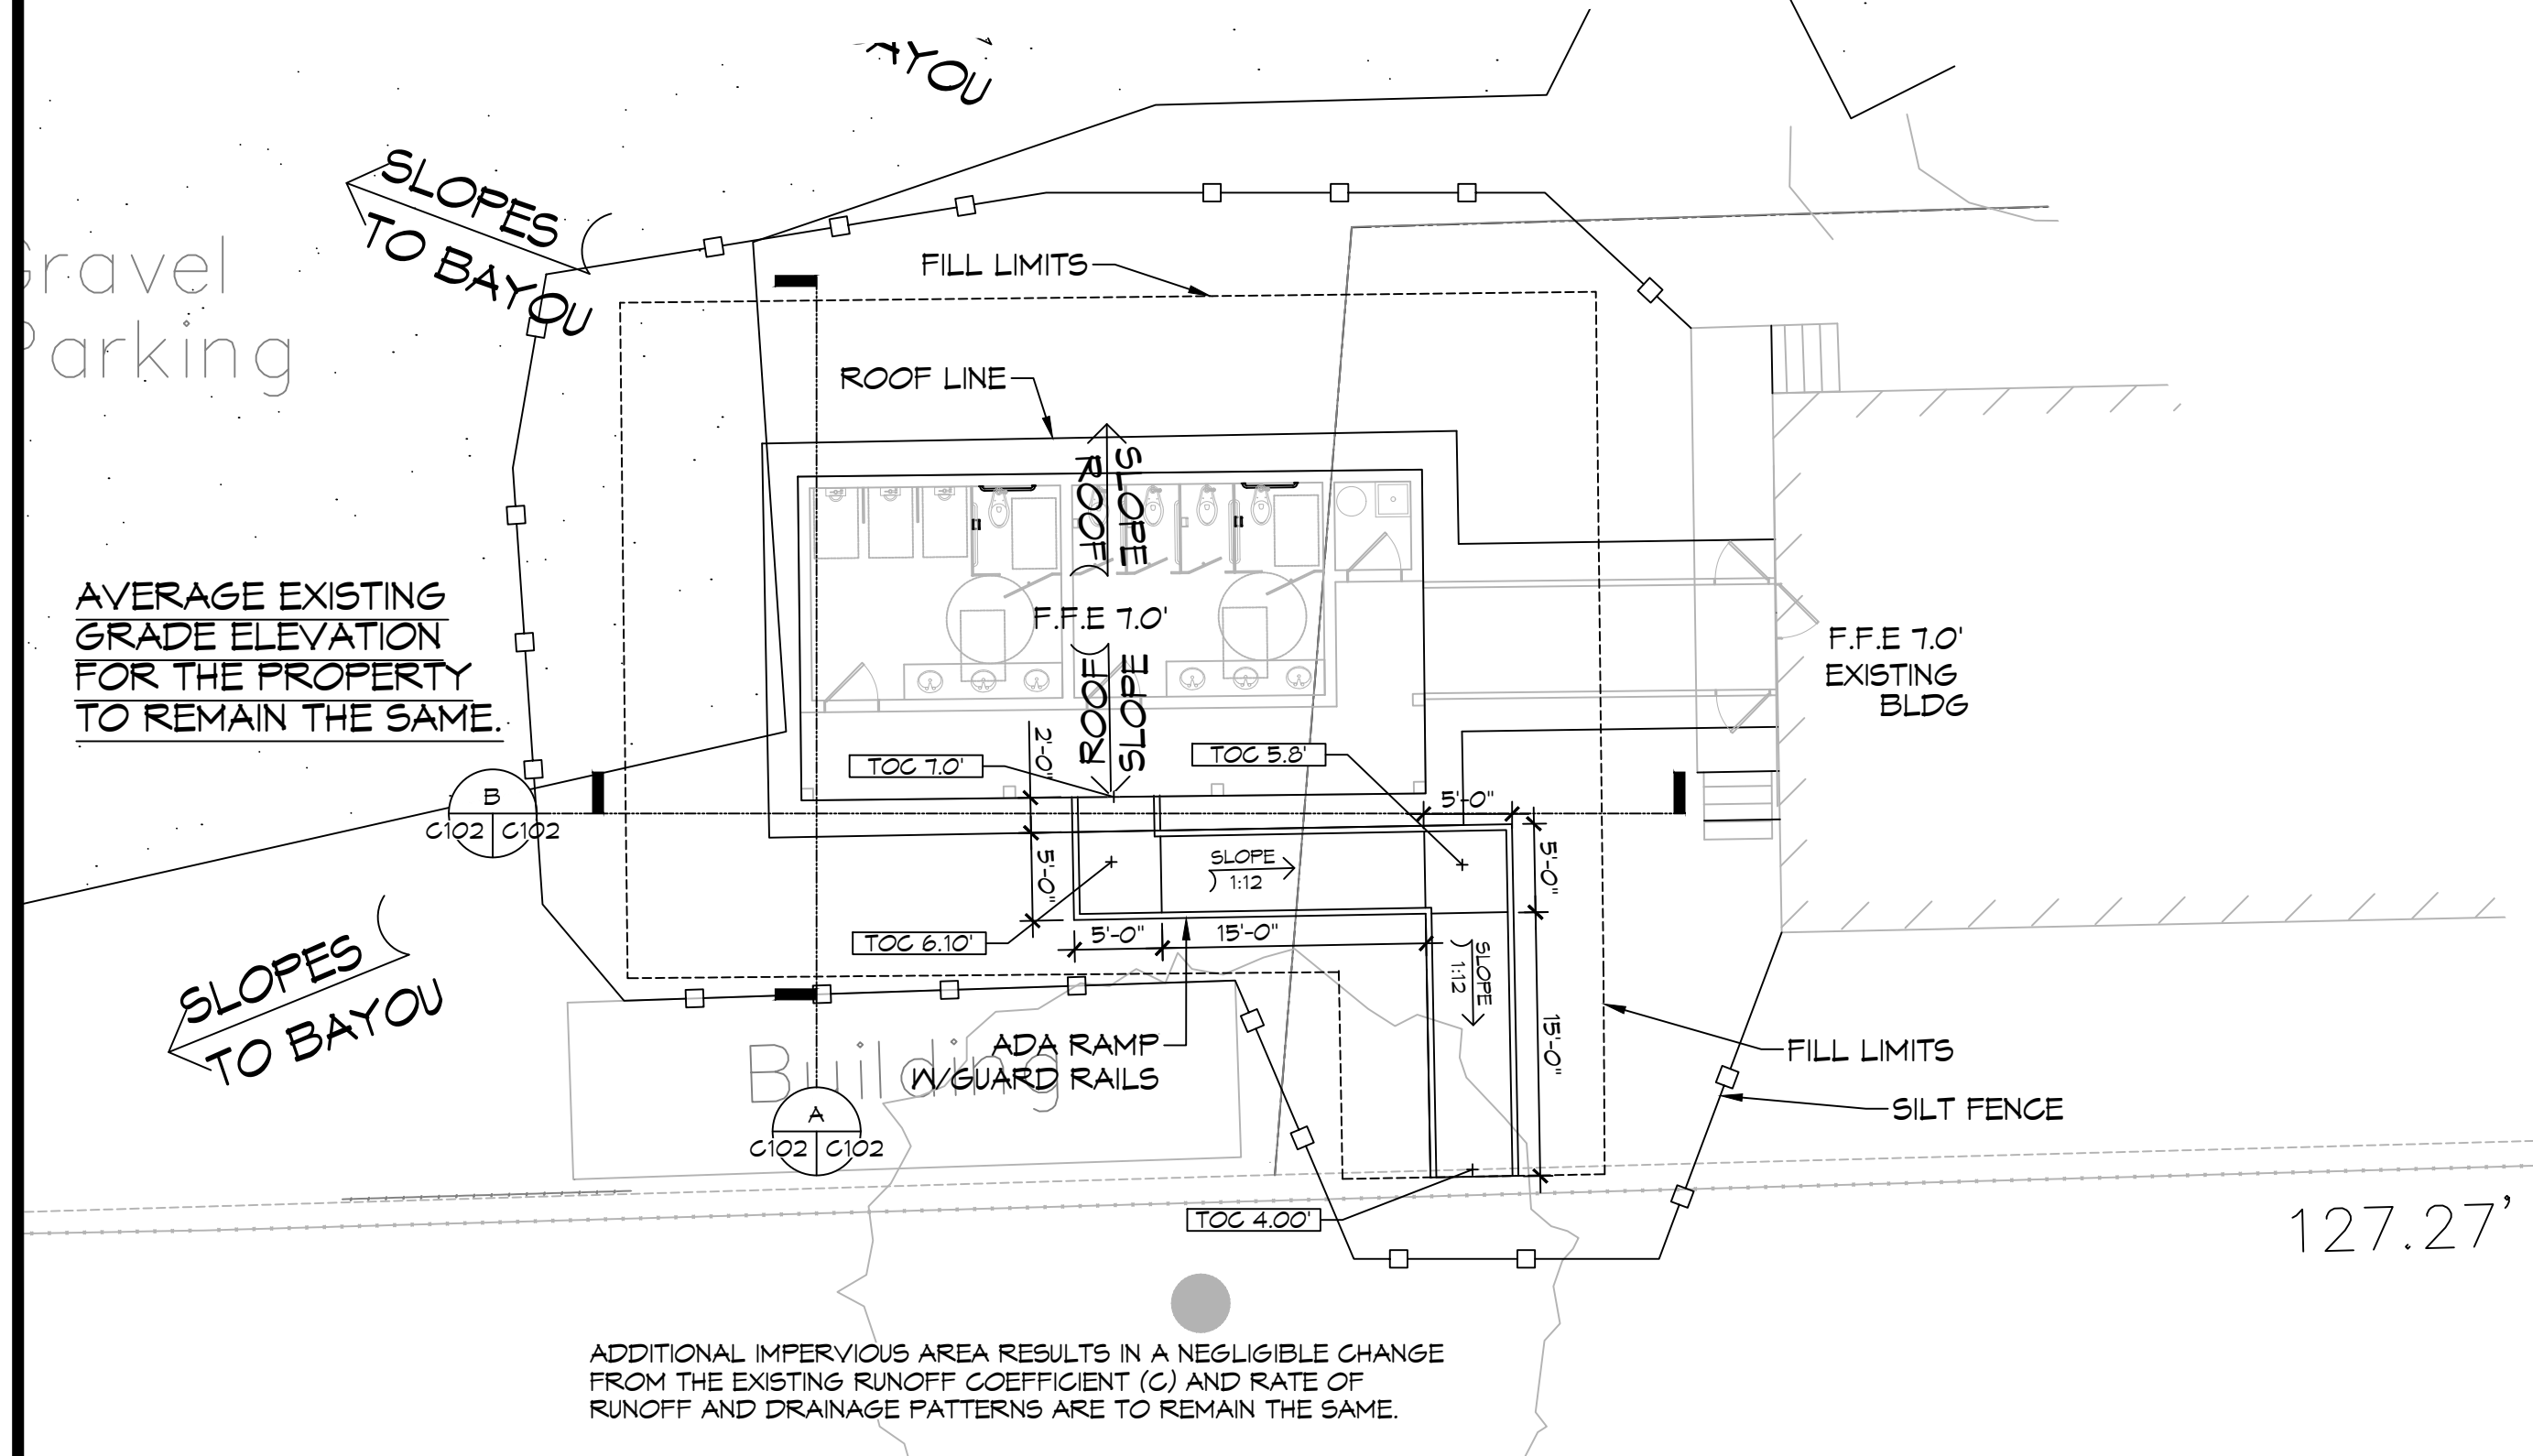 AYOU
SLOPES
TO BAYOU
Gravel
Parking
FILL LIMITS
ROOF LINE
ROOF
SLOPE
AVERAGE EXISTING
GRADE ELEVATION
FOR THE PROPERTY
TO REMAIN THE SAME.
F.F.E 7.0'
ROOF
SLOPE
F.F.E 7.0'
EXISTING
BLDG
2'-0"
TOC 7.0'
TOC 5.8'
B
C102 C102
5'-0"
5'-0"
SLOPE
1:12
5'-0"
TOC 6.10'
5'-0"
15'-0"
SLOPE
1:12
15'-0"
SLOPES
TO BAYOU
Building
ADA RAMP
W/GUARD RAILS
FILL LIMITS
SILT FENCE
A
C102 C102
TOC 4.00'
127.27'
ADDITIONAL IMPERVIOUS AREA RESULTS IN A NEGLIGIBLE CHANGE
FROM THE EXISTING RUNOFF COEFFICIENT (C) AND RATE OF
RUNOFF AND DRAINAGE PATTERNS ARE TO REMAIN THE SAME.